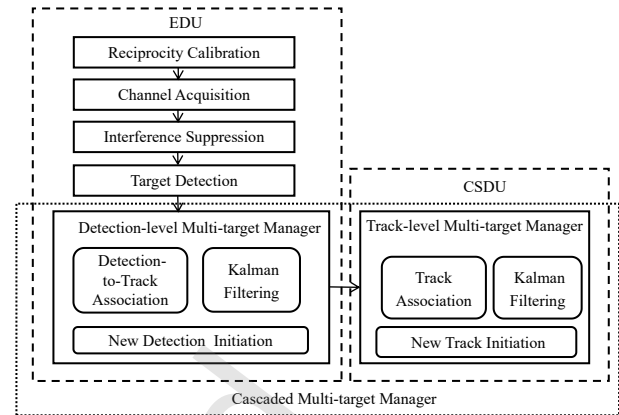 EDU
Reciprocity Calibration
Channel Acquisition
Interference Suppression
Target Detection
CSDU
Detection-level Multi-target Manager
Detection-
to-Track
Association
Kalman
Filtering
New Detection Initiation
Track-level Multi-target Manager
Track
Association
Kalman
Filtering
New Track Initiation
Cascaded Multi-target Manager